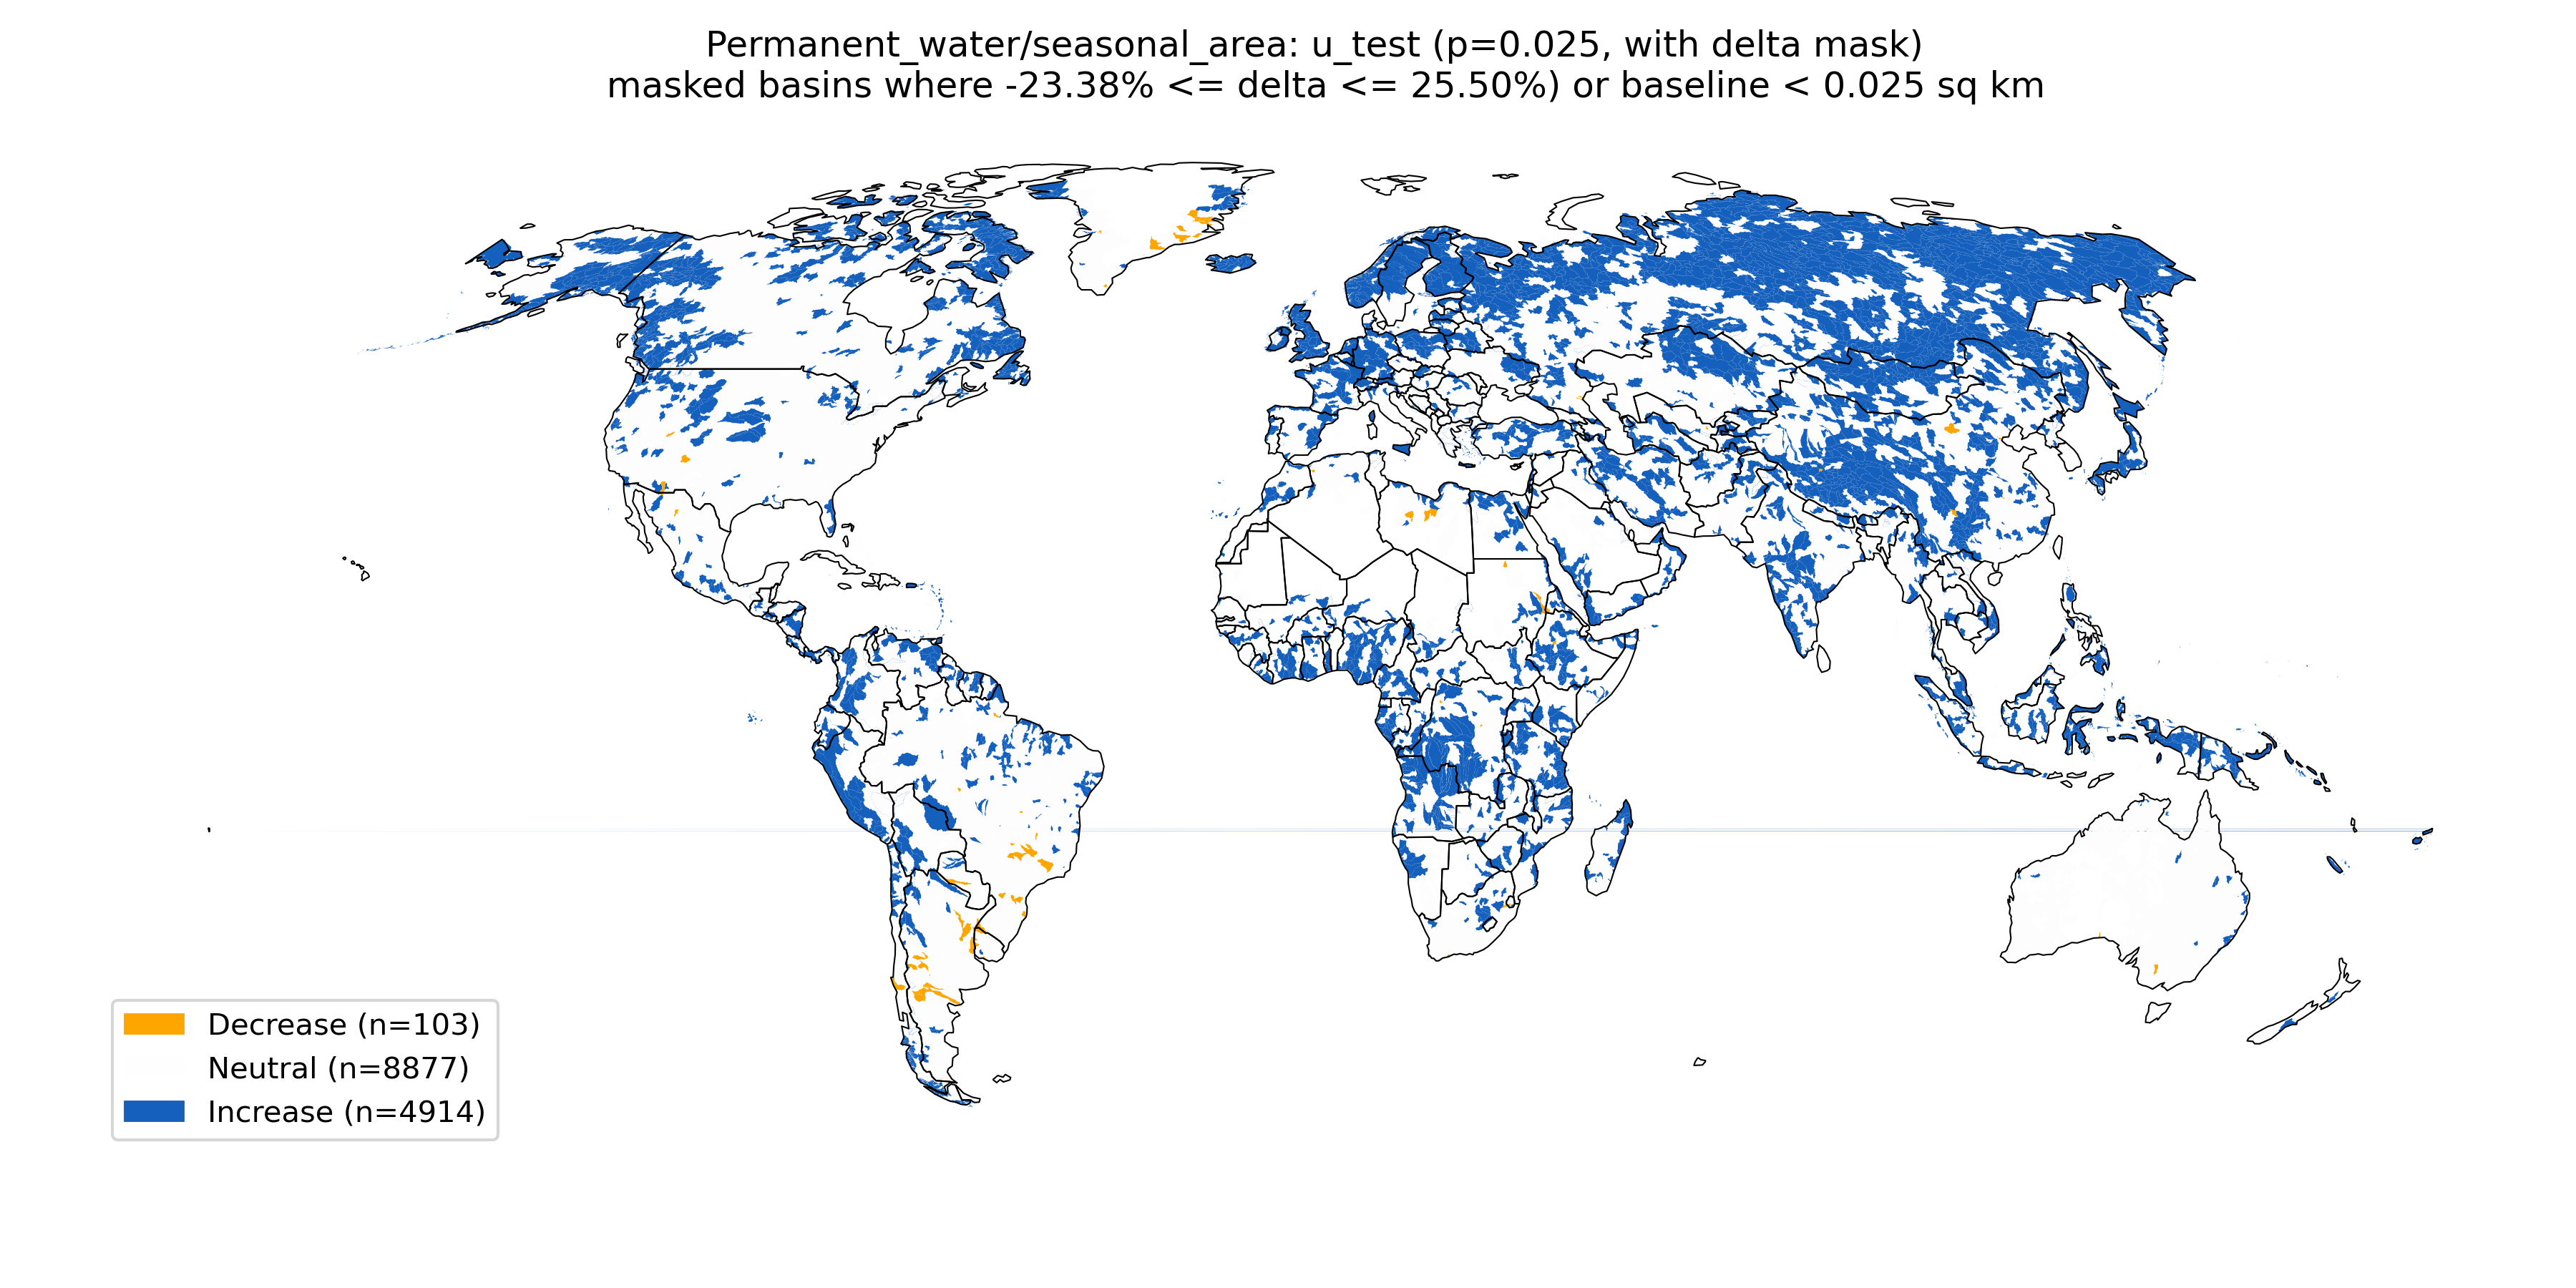 Permanent_water/seasonal_area: u_test (p=0.025, with delta mask)
masked basins where -23.38% <= delta <= 25.50%) or baseline < 0.025 sq km
Decrease (n=103)
Neutral (n=8877)
Increase (n=4914)